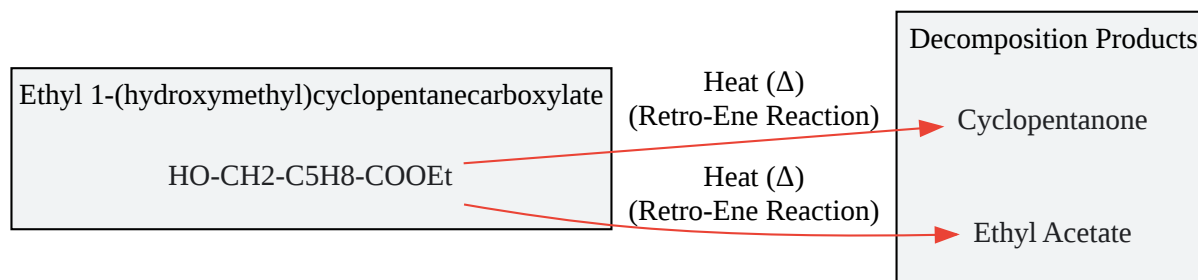 Decomposition Products
Ethyl 1-(hydroxymethyl)cyclopentanecarboxylate
HO-CH2-C5H8-COOEt
Heat (Δ)
(Retro-Ene Reaction)
Cyclopentanone
Heat (Δ)
(Retro-Ene Reaction)
Ethyl Acetate